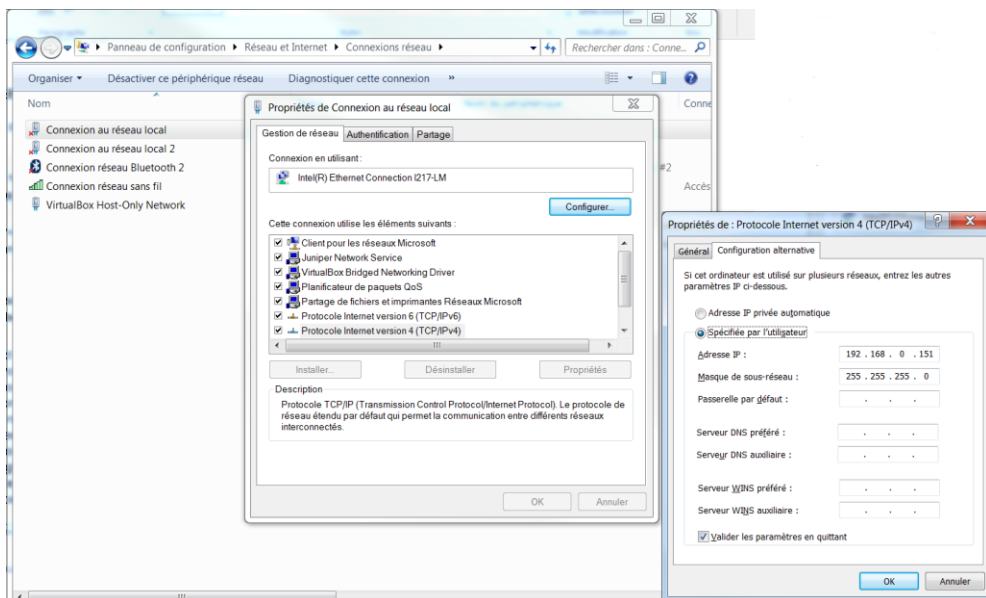 Panneau de configuration ▸ Réseau et Internet ▸ Connexions réseau ▸
Rechercher dans : Conne...
Organiser
Désactiver ce périphérique réseau
Diagnostiquer cette connexion
»
Nom
Conne
Connexion au réseau local
Connexion au réseau local 2
Connexion réseau Bluetooth 2
#2
Connexion réseau sans fil
Accès
VirtualBox Host-Only Network
Propriétés de Connexion au réseau local
Gestion de réseau
Authentification
Partage
Connexion en utilisant :
Intel(R) Ethernet Connection I217-LM
Configurer...
Cette connexion utilise les éléments suivants :
Client pour les réseaux Microsoft
Juniper Network Service
VirtualBox Bridged Networking Driver
Planificateur de paquets QoS
Partage de fichiers et imprimantes Réseaux Microsoft
Protocole Internet version 6 (TCP/IPv6)
Protocole Internet version 4 (TCP/IPv4)
Installer...
Désinstaller
Propriétés
Description
Protocole TCP/IP (Transmission Control Protocol/Internet Protocol). Le protocole de
réseau étendu par défaut qui permet la communication entre différents réseaux
interconnectés.
OK
Annuler
Propriétés de : Protocole Internet version 4 (TCP/IPv4)
Général
Configuration alternative
Si cet ordinateur est utilisé sur plusieurs réseaux, entrez les autres
paramètres IP ci-dessous.
Adresse IP privée automatique
Spécifiée par l'utilisateur
Adresse IP :
192 . 168 . 0 . 151
Masque de sous-réseau :
255 . 255 . 255 . 0
Passerelle par défaut :
. . .
Serveur DNS préféré :
. . .
Serveur DNS auxiliaire :
. . .
Serveur WINS préféré :
. . .
Serveur WINS auxiliaire :
. . .
Valider les paramètres en quittant
OK
Annuler